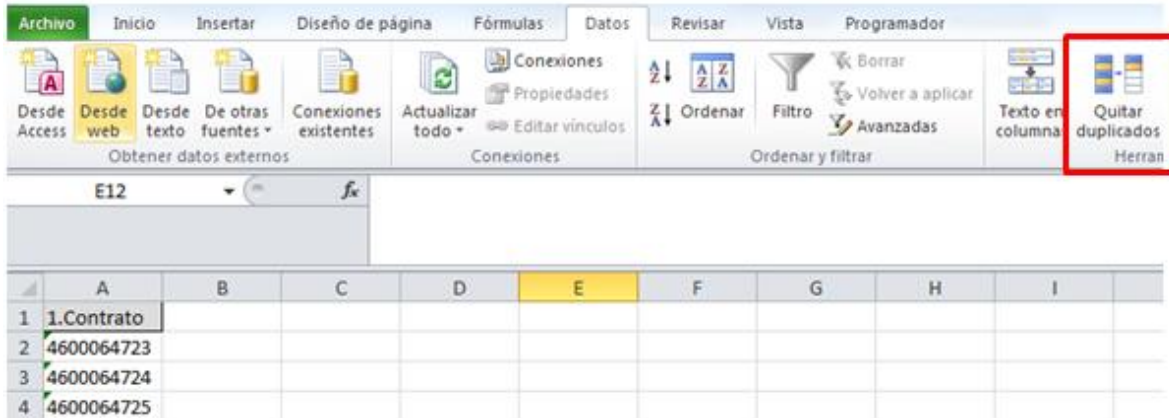 Archivo Inicio Insertar Diseño de página Fórmulas Datos Revisar Vista Programador
Desde Access
Desde web
Desde texto
De otras fuentes
Conexiones existentes
Obtener datos externos
Actualizar todo
Conexiones
Propiedades
Editar vínculos
Conexiones
A Z
Z A
A Z
Z A
Ordenar
Filtro
Borrar
Volver a aplicar
Avanzadas
Ordenar y filtrar
Texto en columna
Quitar duplicados
Herran
E12 fx
A B C D E F G H I
1 1.Contrato
2 4600064723
3 4600064724
4 4600064725